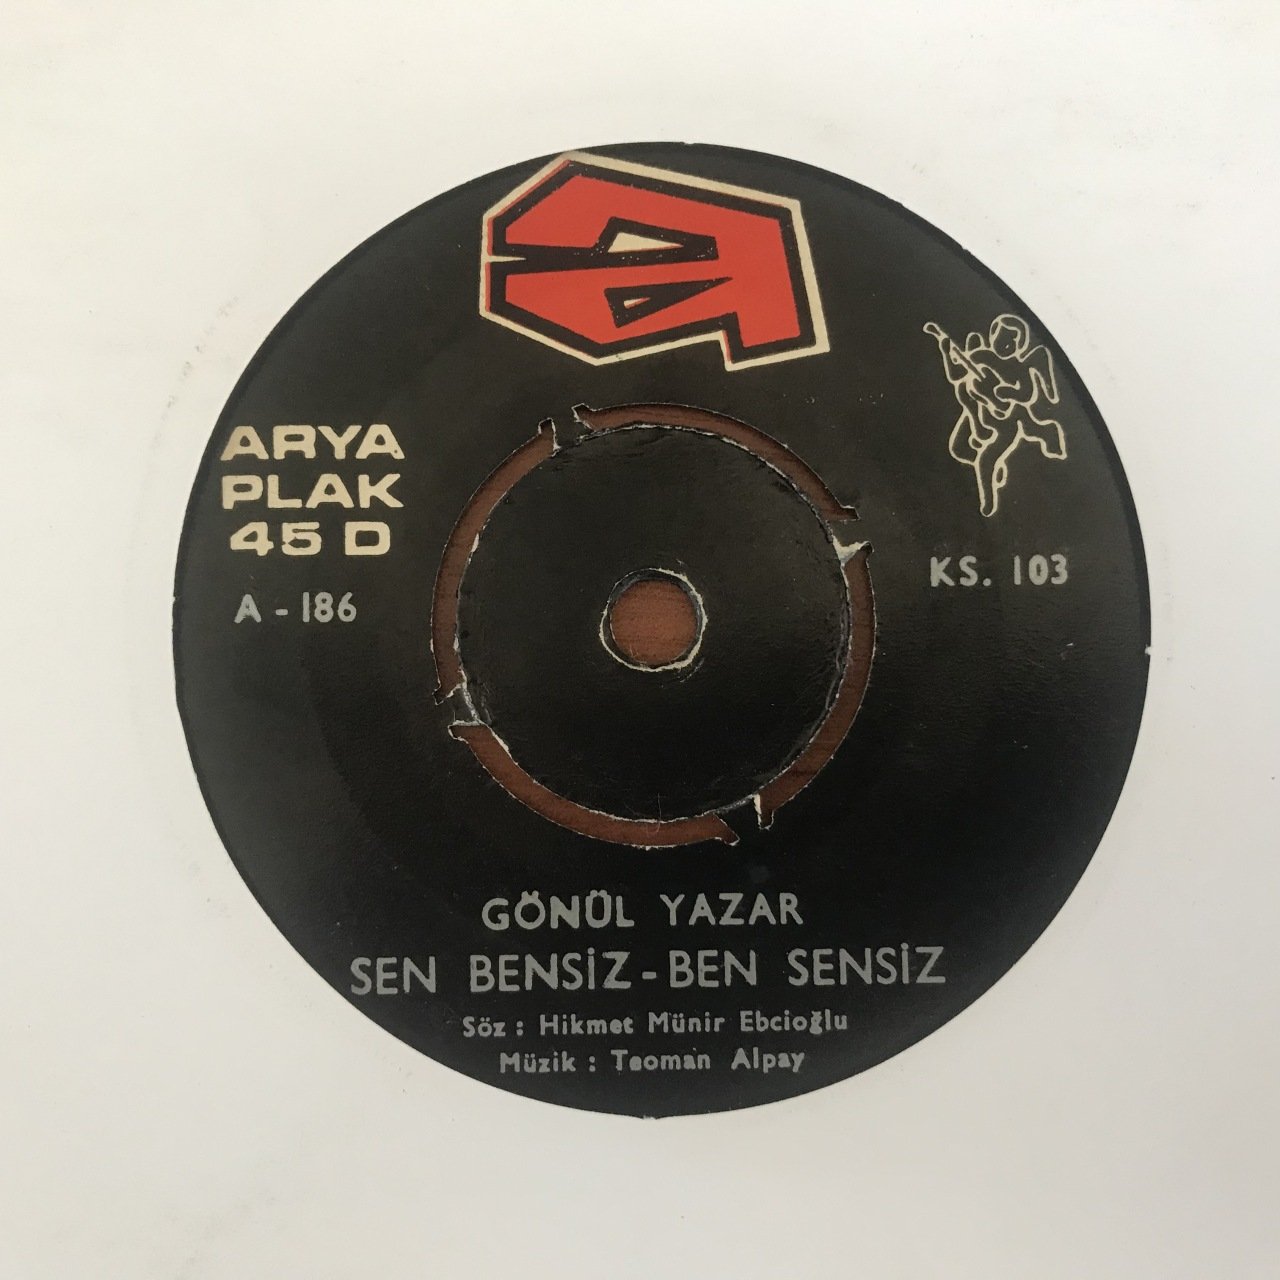 ARYA
PLAK
45 D
A - 186
KS. 103
GÖNÜL YAZAR
SEN BENSİZ - BEN SENSİZ
Söz : Hikmet Münir Ebcioğlu
Müzik : Teoman Alpay